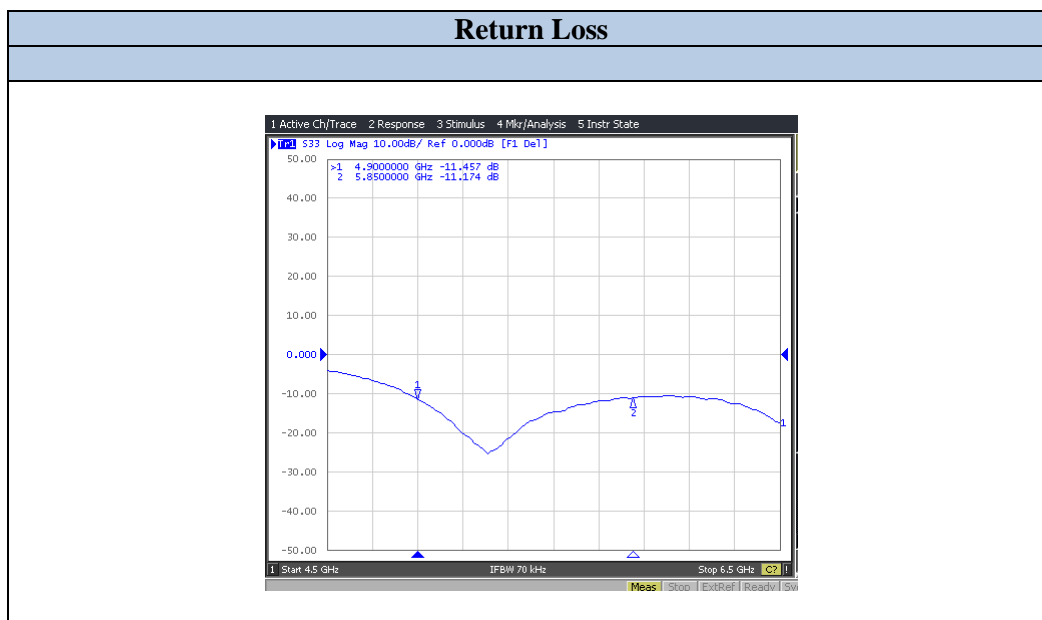 Return Loss
1 Active Ch/Trace 2 Response 3 Stimulus 4 Mkr/Analysis 5 Instr State
Tr1 S33 Log Mag 10.00dB/ Ref 0.000dB [F1 Del]
50.00
>1 4.9000000 GHz -11.457 dB
2 5.8500000 GHz -11.174 dB
40.00
30.00
20.00
10.00
0.000
1
-10.00
2
1
-20.00
-30.00
-40.00
-50.00
1 Start 4.5 GHz IFBW 70 kHz Stop 6.5 GHz C? !
Meas Stop ExtRef Ready